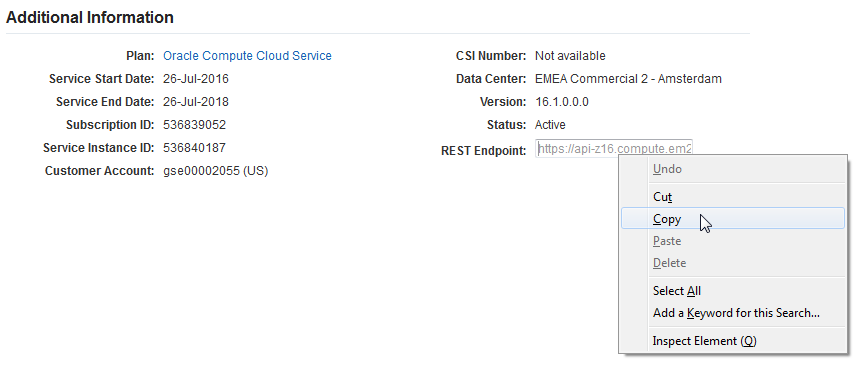 Additional Information
Plan: Oracle Compute Cloud Service
Service Start Date: 26-Jul-2016
Service End Date: 26-Jul-2018
Subscription ID: 536839052
Service Instance ID: 536840187
Customer Account: gse00002055 (US)
CSI Number: Not available
Data Center: EMEA Commercial 2 - Amsterdam
Version: 16.1.0.0.0
Status: Active
REST Endpoint: https://api-z16.compute.em2
Undo
Cut
Copy
Paste
Delete
Select All
Add a Keyword for this Search...
Inspect Element (Q)